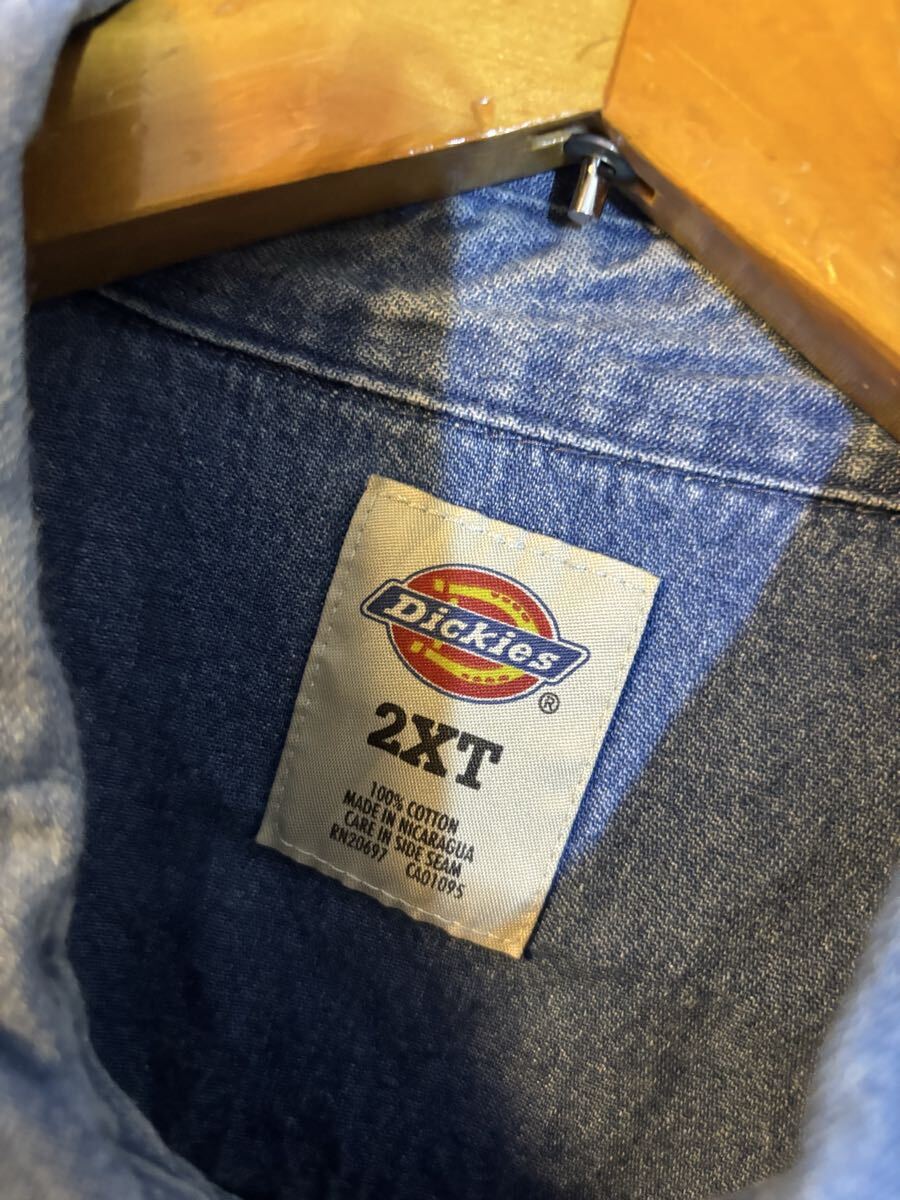 Dickies
®
2XT
100% COTTON
MADE IN NICARAGUA
CARE IN SIDE SEAM
RN20697 CA01095